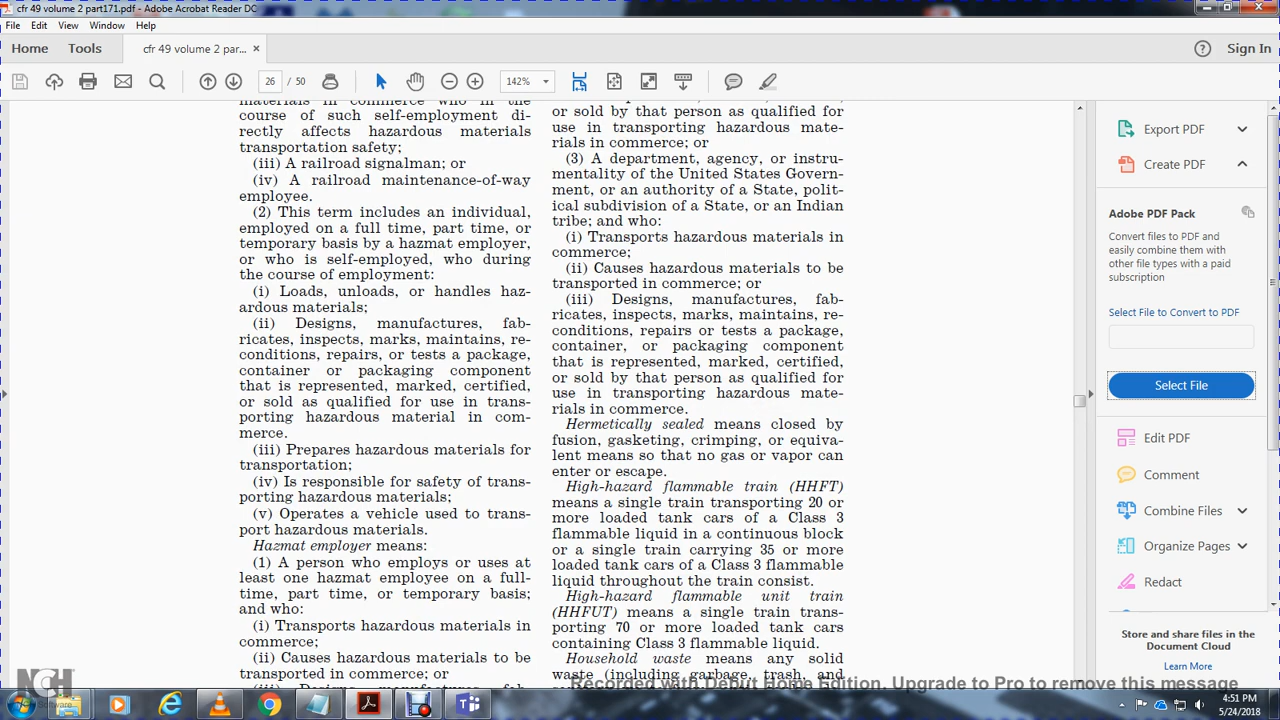 cfr 49 volume 2 part171.pdf - Adobe Acrobat Reader DC
File Edit View Window Help
Home Tools cfr 49 volume 2 par... × Sign In
26 / 50 142%
materials in commerce who in the
course of such self-employment di-
rectly affects hazardous materials
transportation safety;
(iii) A railroad signalman; or
(iv) A railroad maintenance-of-way
employee.
(2) This term includes an individual,
employed on a full time, part time, or
temporary basis by a hazmat employer,
or who is self-employed, who during
the course of employment:
(i) Loads, unloads, or handles haz-
ardous materials;
(ii) Designs, manufactures, fab-
ricates, inspects, marks, maintains, re-
conditions, repairs, or tests a package,
container or packaging component
that is represented, marked, certified,
or sold as qualified for use in trans-
porting hazardous material in com-
merce.
(iii) Prepares hazardous materials for
transportation;
(iv) Is responsible for safety of trans-
porting hazardous materials;
(v) Operates a vehicle used to trans-
port hazardous materials.
Hazmat employer means:
(1) A person who employs or uses at
least one hazmat employee on a full-
time, part time, or temporary basis;
and who:
(i) Transports hazardous materials in
commerce;
(ii) Causes hazardous materials to be
transported in commerce; or
or sold by that person as qualified for
use in transporting hazardous mate-
rials in commerce; or
(3) A department, agency, or instru-
mentality of the United States Govern-
ment, or an authority of a State, polit-
ical subdivision of a State, or an Indian
tribe; and who:
(i) Transports hazardous materials in
commerce;
(ii) Causes hazardous materials to be
transported in commerce; or
(iii) Designs, manufactures, fab-
ricates, inspects, marks, maintains, re-
conditions, repairs or tests a package,
container, or packaging component
that is represented, marked, certified,
or sold by that person as qualified for
use in transporting hazardous mate-
rials in commerce.
Hermetically sealed means closed by
fusion, gasketing, crimping, or equiva-
lent means so that no gas or vapor can
enter or escape.
High-hazard flammable train (HHFT)
means a single train transporting 20 or
more loaded tank cars of a Class 3
flammable liquid in a continuous block
or a single train carrying 35 or more
loaded tank cars of a Class 3 flammable
liquid throughout the train consist.
High-hazard flammable unit train
(HHFUT) means a single train trans-
porting 70 or more loaded tank cars
containing Class 3 flammable liquid.
Household waste means any solid
waste (including garbage, trash, and
Export PDF
Create PDF
Adobe PDF Pack
Convert files to PDF and
easily combine them with
other file types with a paid
subscription
Select File to Convert to PDF
Select File
Edit PDF
Comment
Combine Files
Organize Pages
Redact
Store and share files in the
Document Cloud
Learn More
NCH
Software
Recorded with Debut Home Edition. Upgrade to Pro to remove this message
4:51 PM
5/24/2018